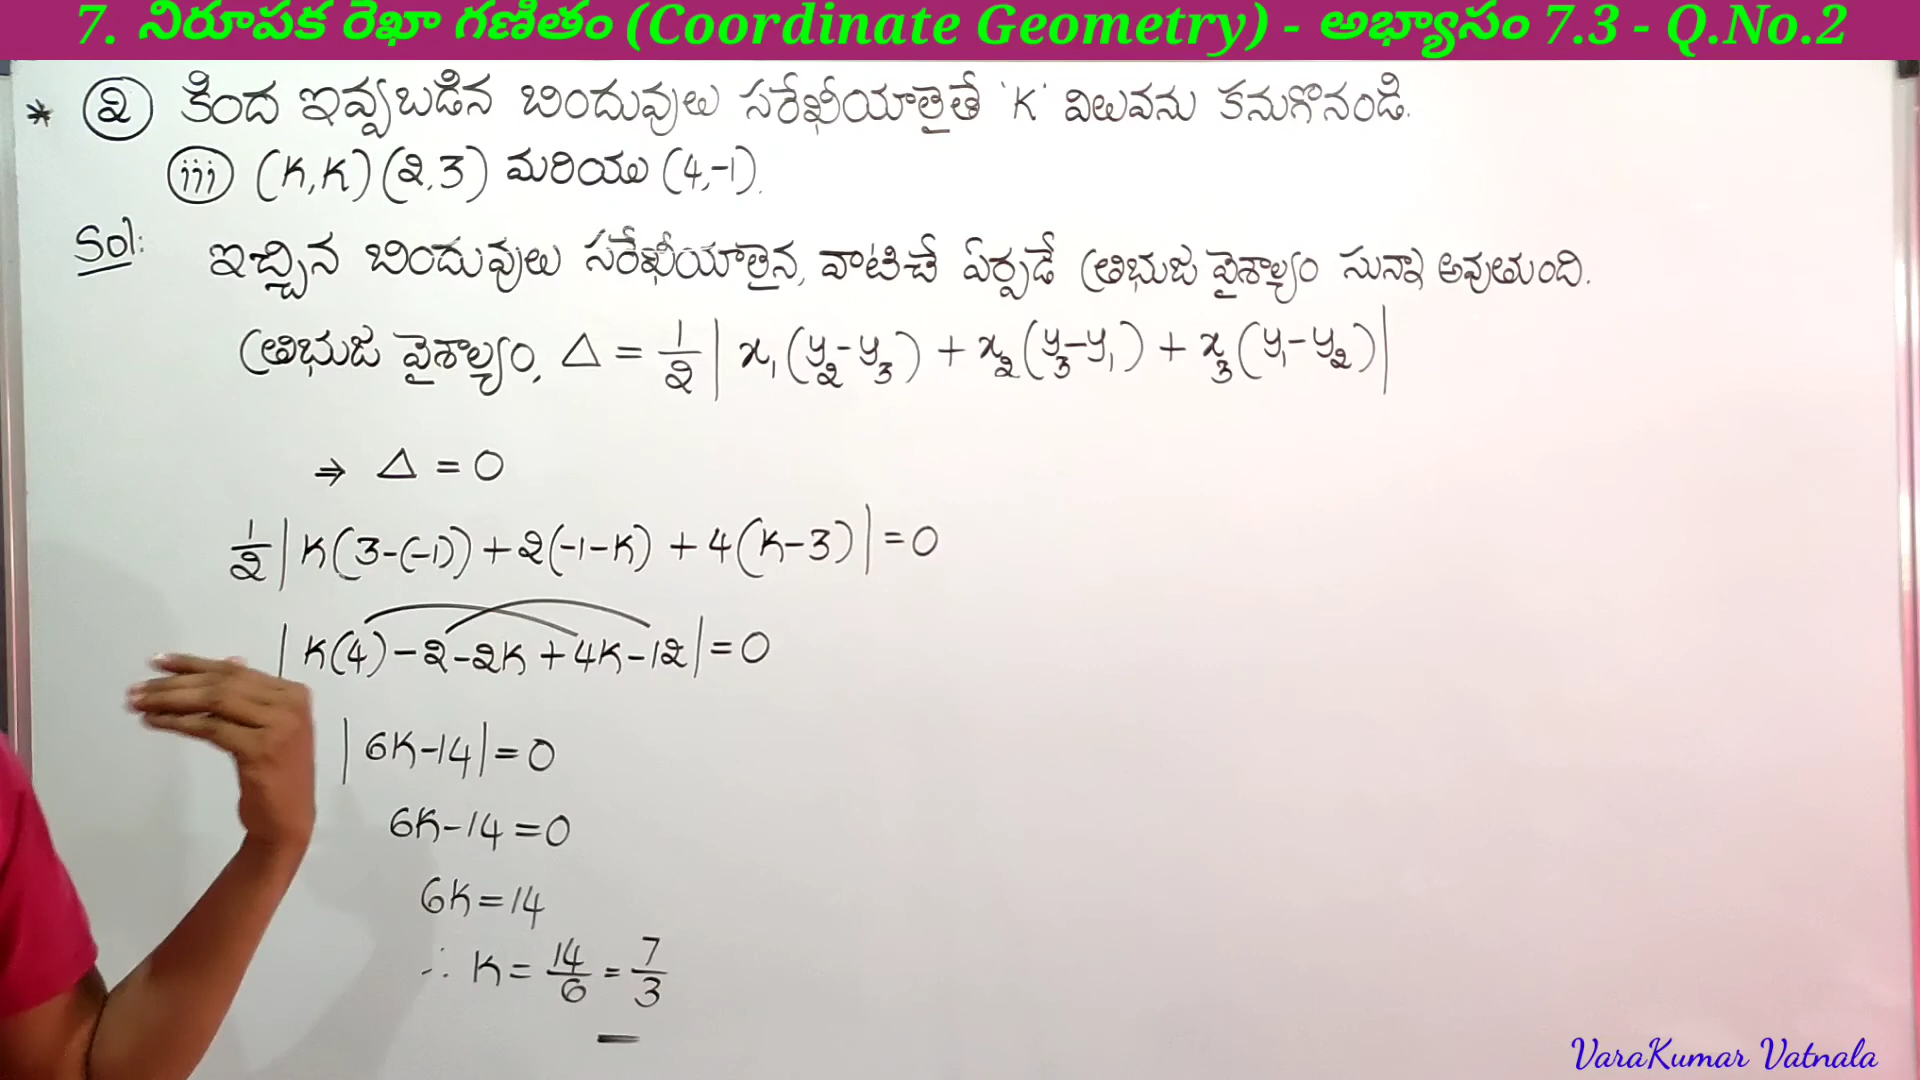 7. నిరూపక రేఖా గణితం (Coordinate Geometry) - అభ్యాసం 7.3 - Q.No.2
* ② కింద ఇవ్వబడిన బిందువులు సరేఖీయాలైతే 'K' విలువను కనుగొనండి.
(iii) (K,K) (2,3) మరియు (4,-1).
Sol: ఇచ్చిన బిందువులు సరేఖీయాలైన, వాటిచే ఏర్పడే త్రిభుజ వైశాల్యం సున్నా అవుతుంది.
త్రిభుజ వైశాల్యం, Δ = 1/2 | x₁(y₂-y₃) + x₂(y₃-y₁) + x₃(y₁-y₂) |
⇒ Δ = 0
1/2 | K(3-(-1)) + 2(-1-K) + 4(K-3) | = 0
| K(4) - 2 - 2K + 4K - 12 | = 0
| 6K - 14 | = 0
6K - 14 = 0
6K = 14
∴ K = 14/6 = 7/3
VaraKumar Vatnala